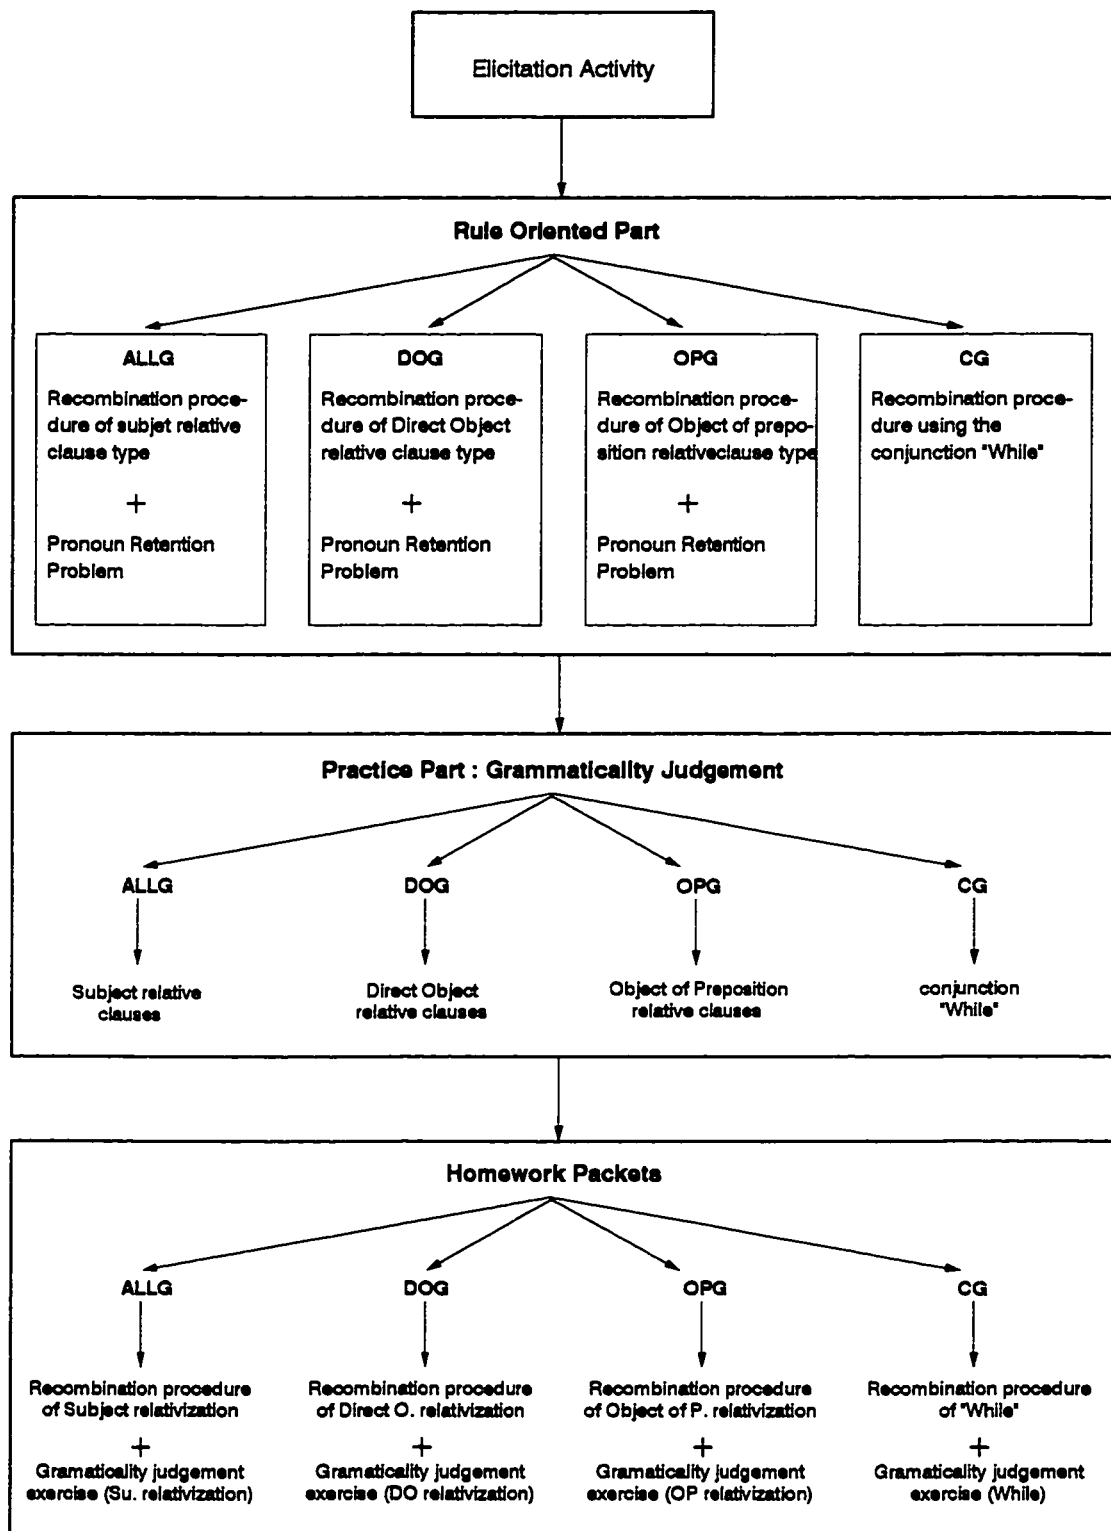 Elicitation Activity
Rule Oriented Part
ALLG
Recombination proce-
dure of subjet relative
clause type
+
Pronoun Retention
Problem
DOG
Recombination proce-
dure of Direct Object
relative clause type
+
Pronoun Retention
Problem
OPG
Recombination proce-
dure of Object of prepo-
sition relativeclause type
+
Pronoun Retention
Problem
CG
Recombination proce-
dure using the
conjunction "While"
Practice Part : Grammaticality Judgement
ALLG
Subject relative
clauses
DOG
Direct Object
relative clauses
OPG
Object of Preposition
relative clauses
CG
conjunction
"While"
Homework Packets
ALLG
Recombination procedure
of Subject relativization
+
Gramaticality judgement
exercise (Su. relativization)
DOG
Recombination procedure
of Direct O. relativization
+
Gramaticality judgement
exercise (DO relativization)
OPG
Recombination procedure
of Object of P. relativization
+
Gramaticality judgement
exercise (OP relativization)
CG
Recombination procedure
of "While"
+
Gramaticality judgement
exercise (While)